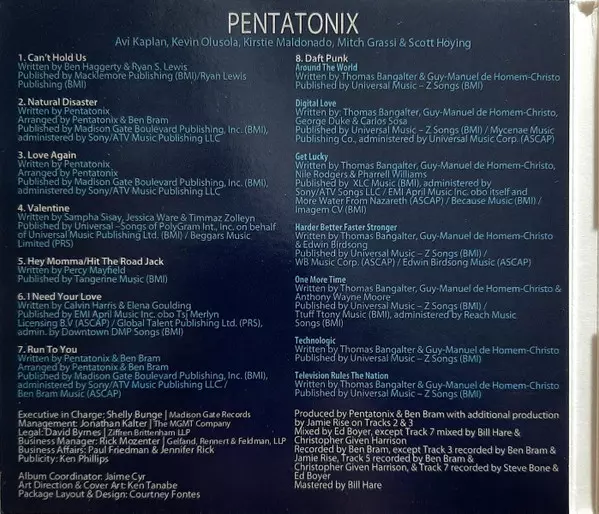 PENTATONIX
Avi Kaplan, Kevin Olusola, Kirstie Maldonado, Mitch Grassi & Scott Hoying
1. Can't Hold Us
Written by Ben Haggerty & Ryan S. Lewis
Published by Macklemore Publishing (BMI)/Ryan Lewis
Publishing (BMI)
2. Natural Disaster
Written by Pentatonix
Arranged by Pentatonix & Ben Bram
Published by Madison Gate Boulevard Publishing, Inc. (BMI),
administered by Sony/ATV Music Publishing LLC
3. Love Again
Written by Pentatonix
Arranged by Pentatonix
Published by Madison Gate Boulevard Publishing, Inc. (BMI),
administered by Sony/ATV Music Publishing LLC
4. Valentine
Written by Sampha Sisay, Jessica Ware & Timmaz Zolleyn
Published by Universal –Songs of PolyGram Int., Inc. on behalf
of Universal Music Publishing Ltd. (BMI) / Beggars Music
Limited (PRS)
5. Hey Momma/Hit The Road Jack
Written by Percy Mayfield
Published by Tangerine Music (BMI)
6. I Need Your Love
Written by Calvin Harris & Elena Goulding
Published by EMI April Music Inc. obo TsJ Merlyn
Licensing B.V (ASCAP) / Global Talent Publishing Ltd. (PRS),
admin. by Downtown DMP Songs (BMI)
7. Run To You
Written by Pentatonix & Ben Bram
Arranged by Pentatonix & Ben Bram
Published by Madison Gate Boulevard Publishing, Inc. (BMI),
administered by Sony/ATV Music Publishing LLC /
Ben Bram Music (ASCAP)
8. Daft Punk
Around The World
Written by Thomas Bangalter & Guy-Manuel de Homem-Christo
Published by Universal Music – Z Songs (BMI)
Digital Love
Written by: Thomas Bangalter, Guy-Manuel de Homem-Christo,
George Duke & Carlos Sosa
Published by Universal Music – Z Songs (BMI) / Mycenae Music
Publishing Co., administered by Universal Music Corp. (ASCAP)
Get Lucky
Written by Thomas Bangalter, Guy-Manuel de Homem-Christo,
Nile Rodgers & Pharrell Williams
Published by XLC Music (BMI), administered by
Sony/ATV Songs LLC / EMI April Music Inc. obo itself and
More Water From Nazareth (ASCAP) / Because Music (BMI) /
Imagem CV (BMI)
Harder Better Faster Stronger
Written by Thomas Bangalter, Guy-Manuel de Homem-Christo
& Edwin Birdsong
Published by Universal Music – Z Songs (BMI) /
WB Music Corp. (ASCAP) / Edwin Birdsong Music (ASCAP)
One More Time
Written by Thomas Bangalter, Guy-Manuel de Homem-Christo &
Anthony Wayne Moore
Published by Universal Music – Z Songs (BMI) /
Tuff Ttony Music (BMI), administered by Reach Music
Songs (BMI)
Technologic
Written by Thomas Bangalter & Guy-Manuel de Homem-Christo
Published by Universal Music – Z Songs (BMI)
Television Rules The Nation
Written by Thomas Bangalter & Guy-Manuel de Homem-Christo
Published by Universal Music – Z Songs (BMI)
Executive in Charge: Shelly Bunge | Madison Gate Records
Management: Jonathan Kalter | The MGMT Company
Legal: David Byrnes | Ziffren Brittenham LLP
Business Manager: Rick Mozenter | Gelfand, Rennert & Feldman, LLP
Business Affairs: Paul Friedman & Jennifer Rick
Publicity: Ken Phillips
Album Coordinator: Jaime Cyr
Art Direction & Cover Art: Ken Tanabe
Package Layout & Design: Courtney Fontes
Produced by Pentatonix & Ben Bram with additional production
by Jamie Rise on Tracks 2 & 3
Mixed by Ed Boyer, except Track 7 mixed by Bill Hare &
Christopher Given Harrison
Recorded by Ben Bram, except Track 3 recorded by Ben Bram &
Jamie Rise, Track 5 recorded by Ben Bram &
Christopher Given Harrison, & Track 7 recorded by Steve Bone &
Ed Boyer
Mastered by Bill Hare